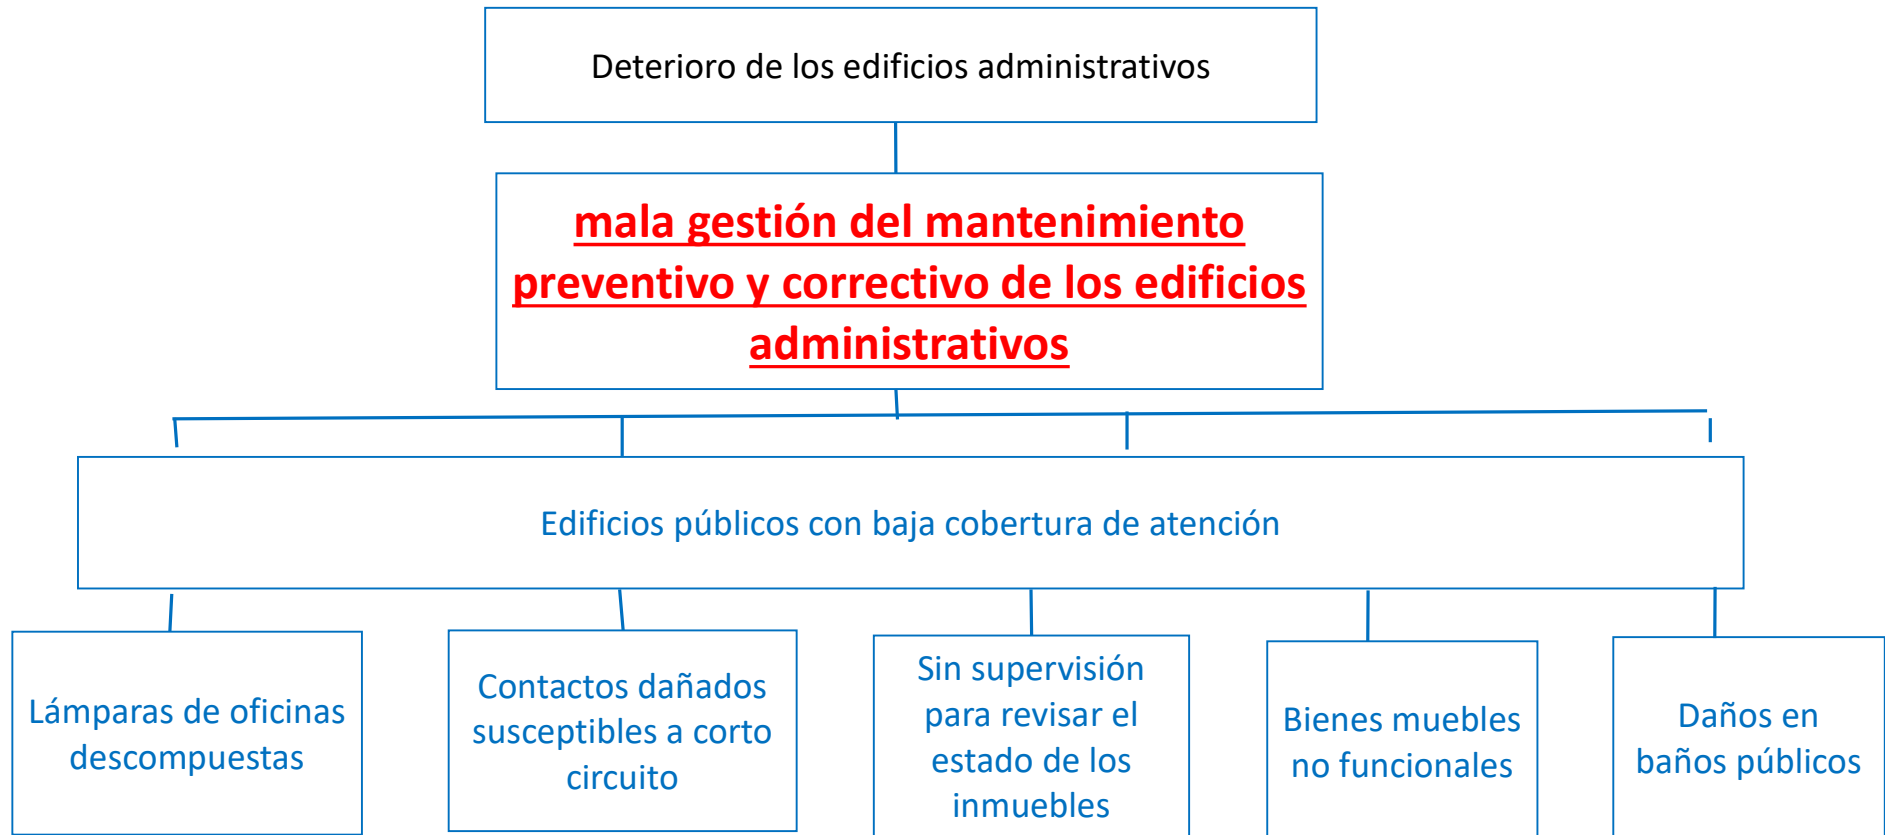 Deterioro de los edificios administrativos
mala gestión del mantenimiento
preventivo y correctivo de los edificios
administrativos
Edificios públicos con baja cobertura de atención
Lámparas de oficinas
descompuestas
Contactos dañados
susceptibles a corto
circuito
Sin supervisión
para revisar el
estado de los
inmuebles
Bienes muebles
no funcionales
Daños en
baños públicos